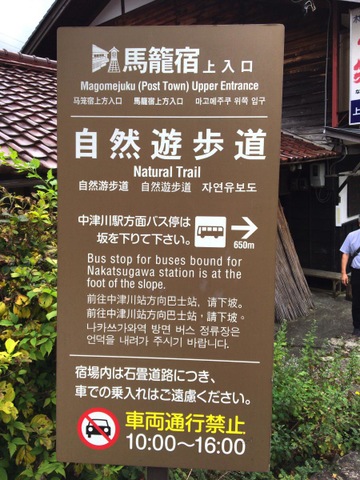 馬籠宿上入口
Magomejuku (Post Town) Upper Entrance
马笼宿上方入口 馬籠宿上方入口 마고메주쿠 위쪽 입구
自然遊歩道
Natural Trail
自然游步道 自然遊步道 자연유보도
中津川駅方面バス停は
坂を下りて下さい。
650m
Bus stop for buses bound for
Nakatsugawa station is at the
foot of the slope.
前往中津川站方向巴士站，请下坡。
前往中津川站方向巴士站，請下坡。
나카쓰가와역 방면 버스 정류장은
언덕을 내려가 주시기 바랍니다.
宿場内は石畳道路につき、
車での乗入れはご遠慮ください。
車両通行禁止
10:00～16:00